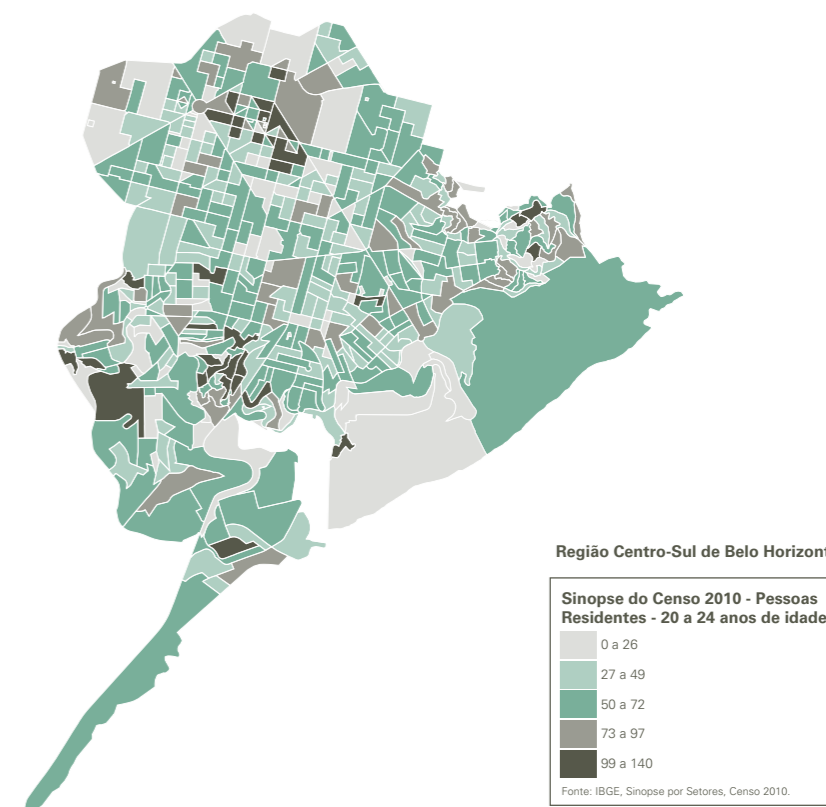 Região Centro-Sul de Belo Horizont
Sinopse do Censo 2010 - Pessoas
Residentes - 20 a 24 anos de idade
0 a 26
27 a 49
50 a 72
73 a 97
99 a 140
Fonte: IBGE, Sinopse por Setores, Censo 2010.